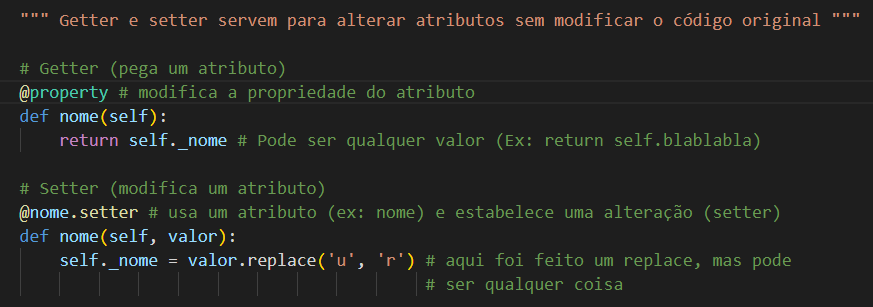 """ Getter e setter servem para alterar atributos sem modificar o código original """
# Getter (pega um atributo)
@property # modifica a propriedade do atributo
def nome(self):
    return self._nome # Pode ser qualquer valor (Ex: return self.blablabla)
# Setter (modifica um atributo)
@nome.setter # usa um atributo (ex: nome) e estabelece uma alteração (setter)
def nome(self, valor):
    self._nome = valor.replace('u', 'r') # aqui foi feito um replace, mas pode
                                         # ser qualquer coisa